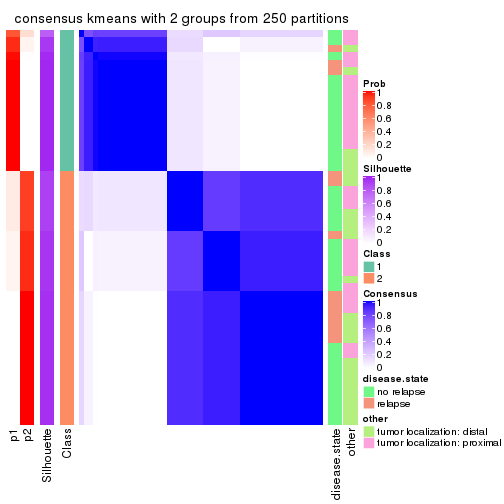 consensus kmeans with 2 groups from 250 partitions
Prob
1
0.8
0.6
0.4
0.2
0
Silhouette
1
0.8
0.6
0.4
0.2
0
Class
1
2
Consensus
1
0.8
0.6
0.4
0.2
0
disease.state
no relapse
relapse
other
tumor localization: distal
tumor localization: proximal
p1
p2
Silhouette
Class
disease.state
other